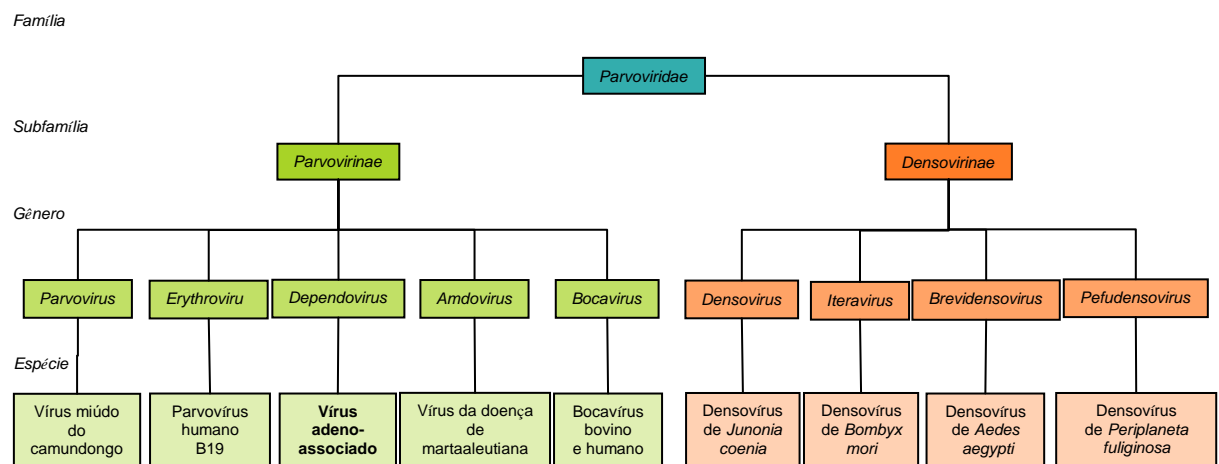 Família
Parvoviridae
Subfamília
Parvovirinae
Densovirinae
Gênero
Parvovirus
Erythroviru
Dependovirus
Amdovirus
Bocavirus
Densovirus
Iteravirus
Brevidensovirus
Pefudensovirus
Espécie
Vírus miúdo
do
camundongo
Parvovírus
humano
B19
Vírus
adeno-
associado
Vírus da doença
de
martaaleutiana
Bocavírus
bovino
e humano
Densovírus
de Junonia
coenia
Densovírus
de Bombyx
mori
Densovírus
de Aedes
aegypti
Densovírus
de Periplaneta
fuliginosa